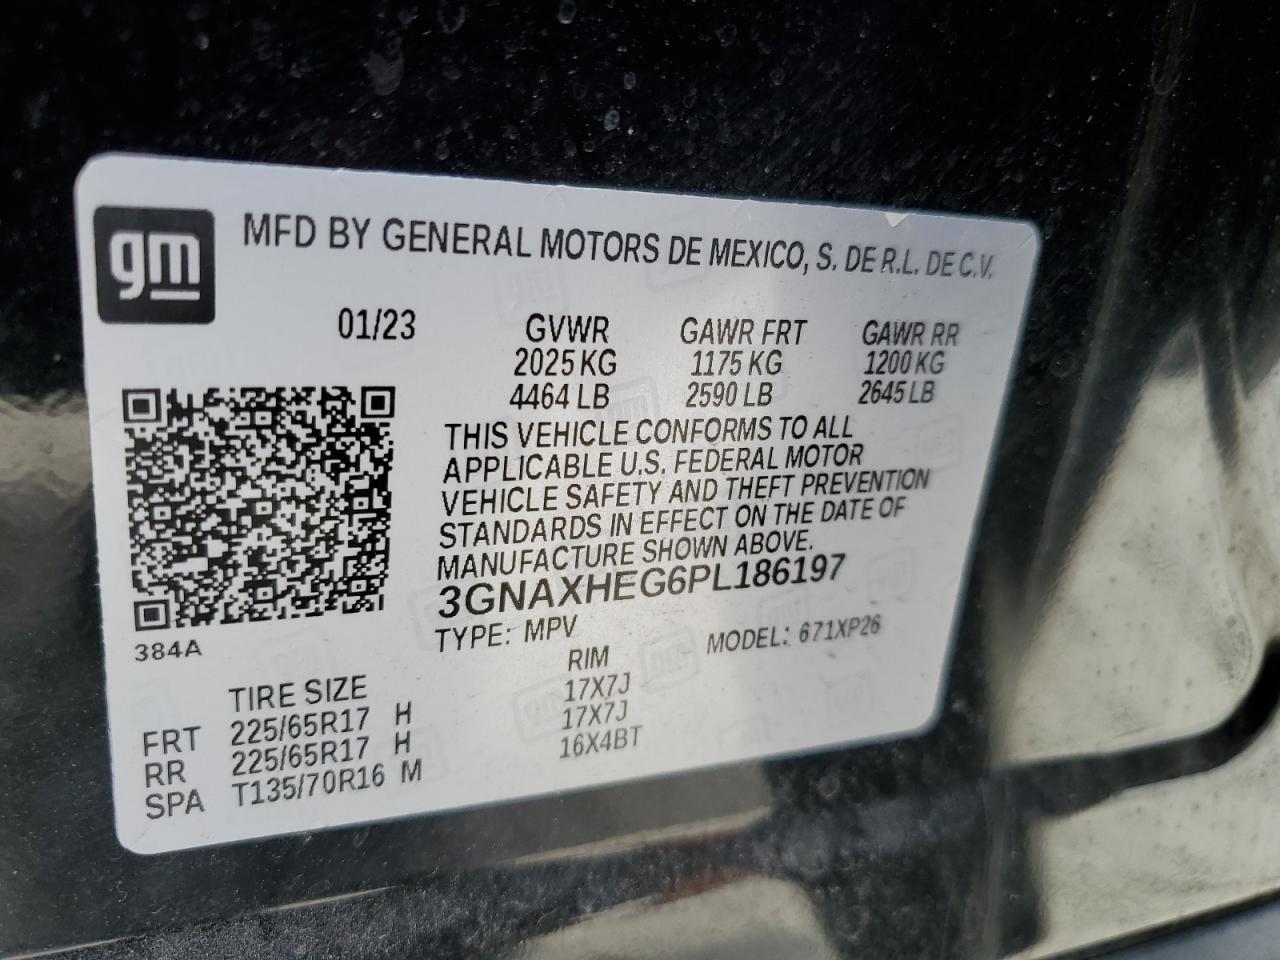 gm
MFD BY GENERAL MOTORS DE MEXICO, S. DE R.L. DE C.V.
01/23 GVWR GAWR FRT GAWR RR
2025 KG 1175 KG 1200 KG
4464 LB 2590 LB 2645 LB
THIS VEHICLE CONFORMS TO ALL
APPLICABLE U.S. FEDERAL MOTOR
VEHICLE SAFETY AND THEFT PREVENTION
STANDARDS IN EFFECT ON THE DATE OF
MANUFACTURE SHOWN ABOVE.
3GNAXHEG6PL186197
TYPE: MPV MODEL: 671XP26
384A
TIRE SIZE RIM
FRT 225/65R17 H 17X7J
RR 225/65R17 H 17X7J
SPA T135/70R16 M 16X4BT